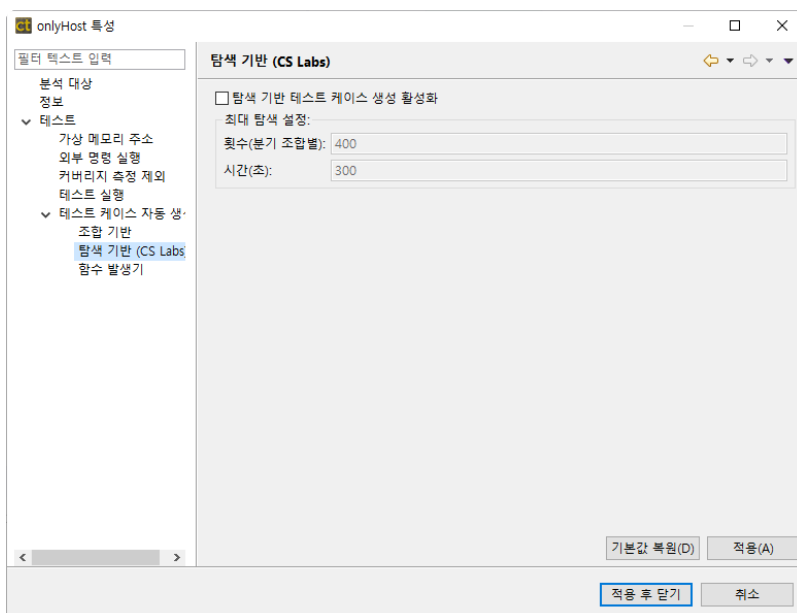 ct onlyHost 특성
필터 텍스트 입력
분석 대상
정보
테스트
가상 메모리 주소
외부 명령 실행
커버리지 측정 제외
테스트 실행
테스트 케이스 자동 생
조합 기반
탐색 기반 (CS Labs)
함수 발생기
탐색 기반 (CS Labs)
탐색 기반 테스트 케이스 생성 활성화
최대 탐색 설정:
횟수(분기 조합별): 400
시간(초): 300
기본값 복원(D) 적용(A)
적용 후 닫기 취소